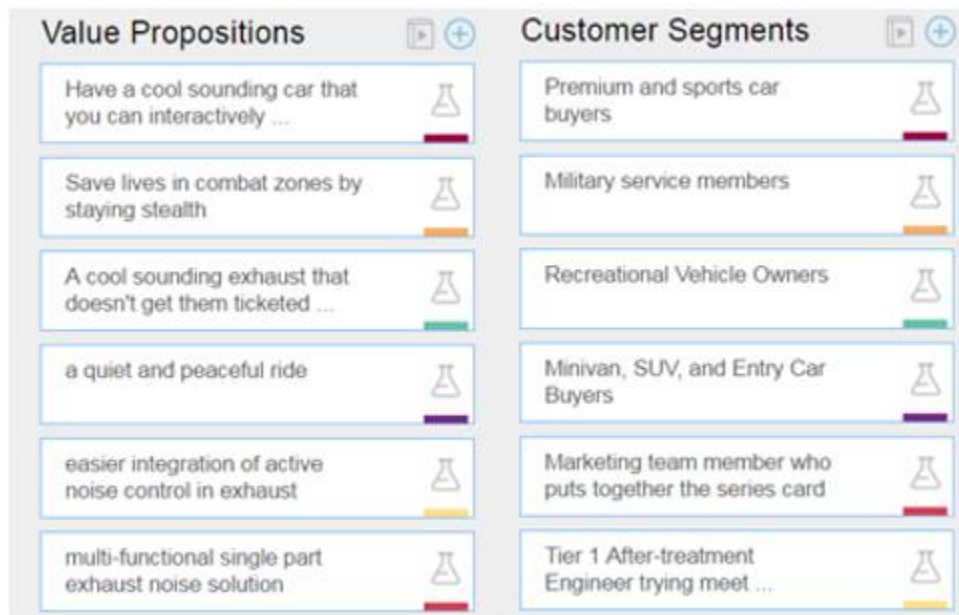 Value Propositions
Have a cool sounding car that
you can interactively ...
Save lives in combat zones by
staying stealth
A cool sounding exhaust that
doesn't get them ticketed ...
a quiet and peaceful ride
easier integration of active
noise control in exhaust
multi-functional single part
exhaust noise solution
Customer Segments
Premium and sports car
buyers
Military service members
Recreational Vehicle Owners
Minivan, SUV, and Entry Car
Buyers
Marketing team member who
puts together the series card
Tier 1 After-treatment
Engineer trying meet ...